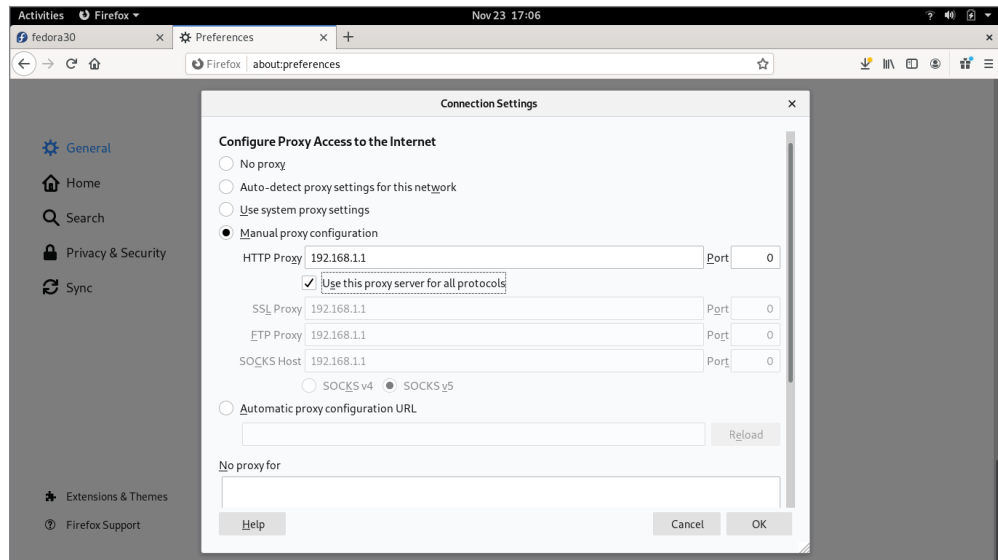 Activities Firefox Nov 23 17:06
fedora30 Preferences
Firefox about:preferences
Connection Settings
Configure Proxy Access to the Internet
No proxy
General
Auto-detect proxy settings for this network
Home
Use system proxy settings
Search
Manual proxy configuration
Privacy & Security
HTTP Proxy 192.168.1.1 Port 0
Use this proxy server for all protocols
Sync
SSL Proxy 192.168.1.1 Port 0
FTP Proxy 192.168.1.1 Port 0
SOCKS Host 192.168.1.1 Port 0
SOCKS v4 SOCKS v5
Automatic proxy configuration URL
Reload
No proxy for
Extensions & Themes
Firefox Support
Help Cancel OK